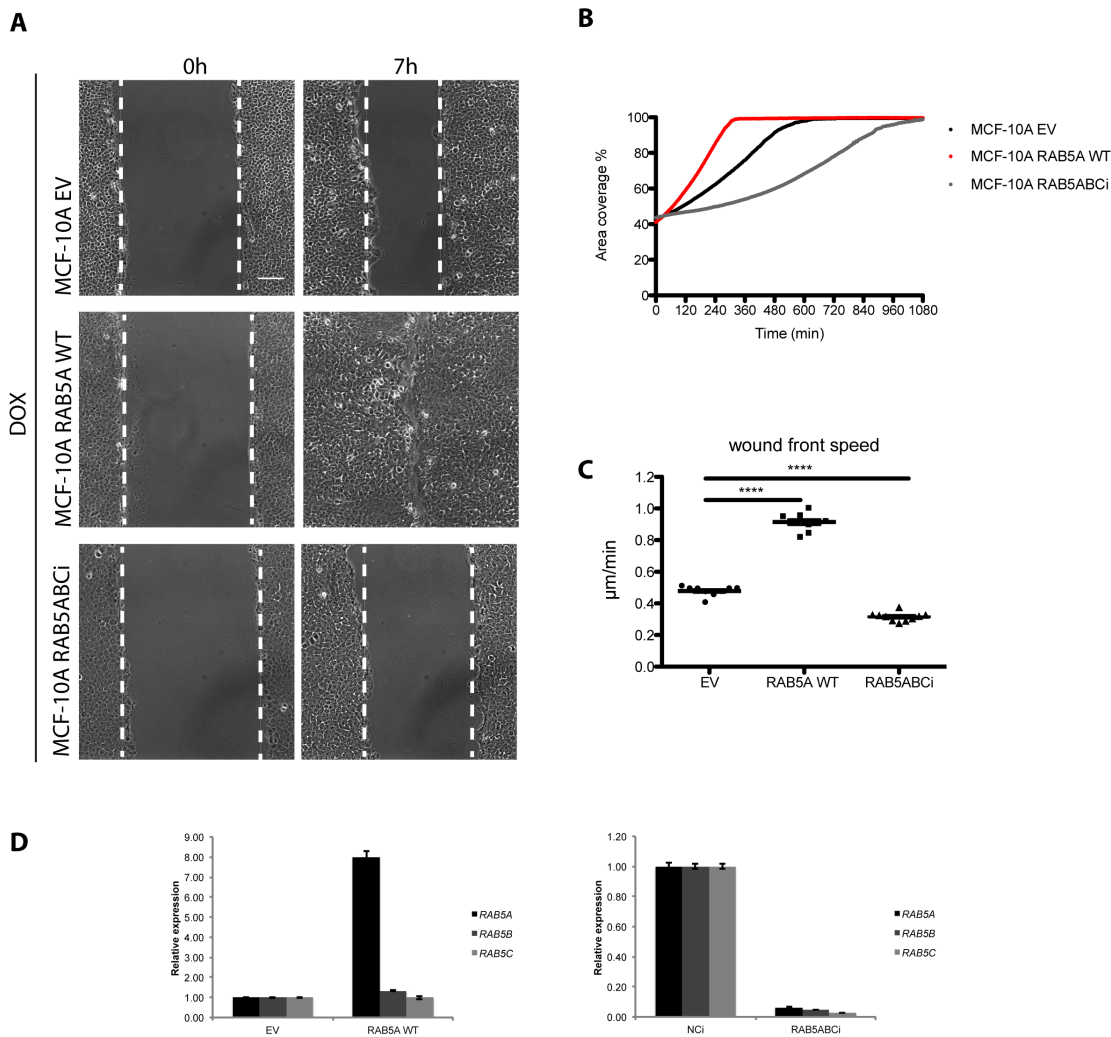 A
0h
7h
DOX
MCF-10A EV
MCF-10A RAB5A WT
MCF-10A RAB5ABCi
B
100
80
60
40
20
0
Area coverage %
0 120 240 360 480 600 720 840 960 1080
Time (min)
MCF-10A EV
MCF-10A RAB5A WT
MCF-10A RAB5ABCi
C
wound front speed
****
****
1.2
1.0
0.8
0.6
0.4
0.2
0.0
µm/min
EV RAB5A WT RAB5ABCi
D
9.00
8.00
7.00
6.00
5.00
4.00
3.00
2.00
1.00
0.00
Relative expression
EV RAB5A WT
RAB5A
RAB5B
RAB5C
1.20
1.00
0.80
0.60
0.40
0.20
0.00
Relative expression
NCi RAB5ABCi
RAB5A
RAB5B
RAB5C